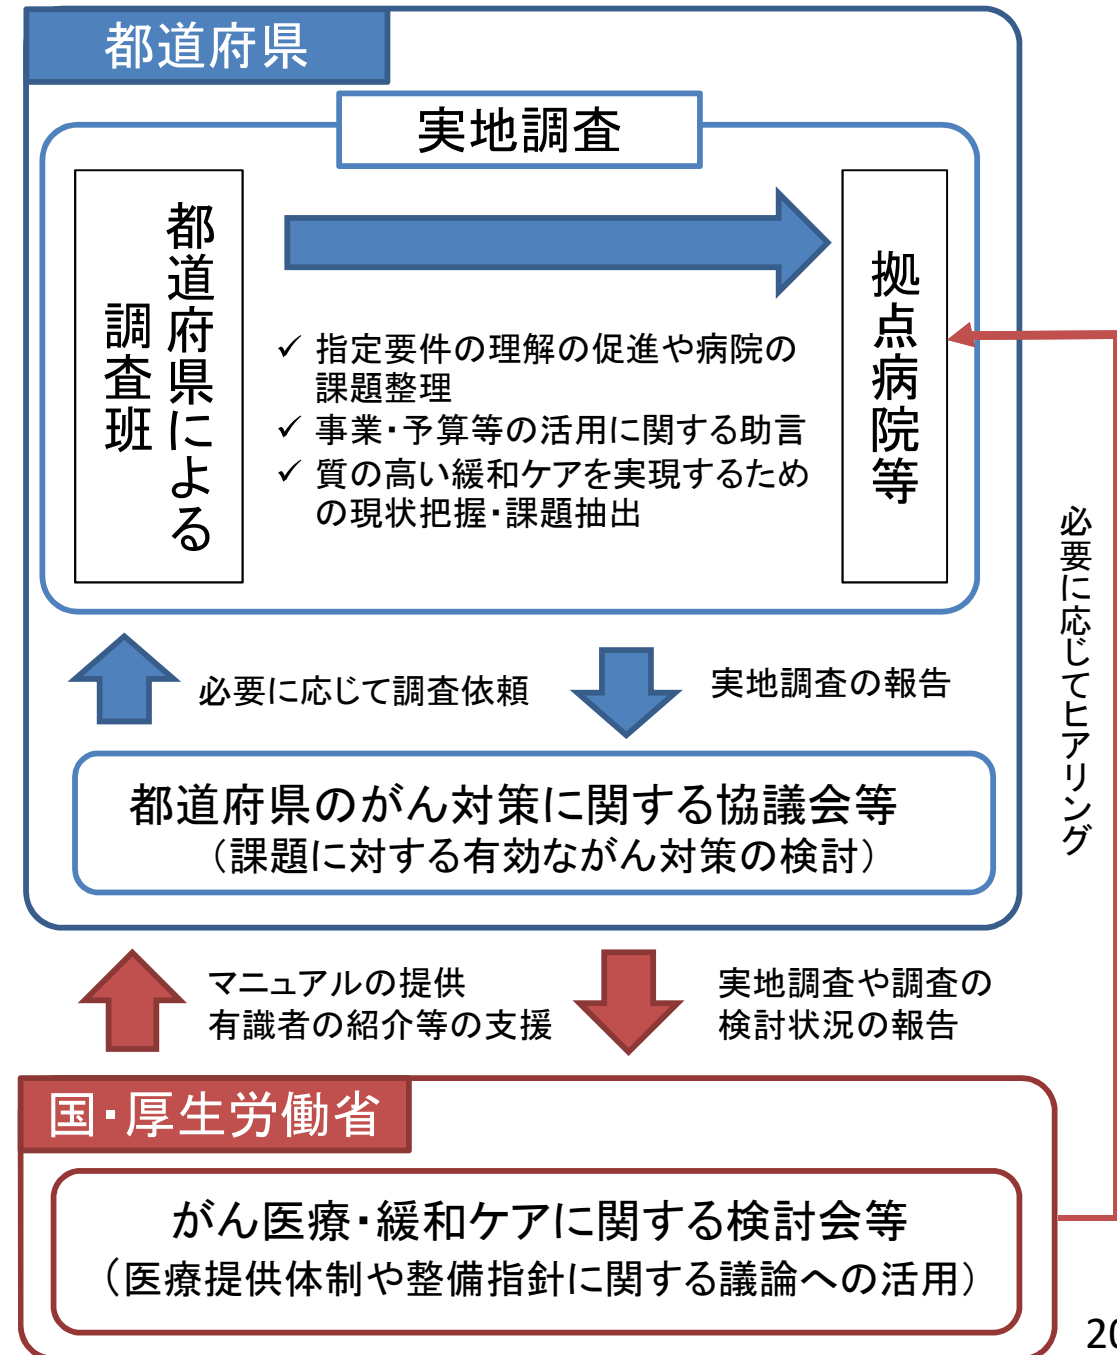 都道府県
実地調査
都道府県による
調査班
✓ 指定要件の理解の促進や病院の
課題整理
✓ 事業・予算等の活用に関する助言
✓ 質の高い緩和ケアを実現するため
の現状把握・課題抽出
拠点病院等
必要に応じてヒアリング
必要に応じて調査依頼
実地調査の報告
都道府県のがん対策に関する協議会等
（課題に対する有効ながん対策の検討）
マニュアルの提供
有識者の紹介等の支援
実地調査や調査の
検討状況の報告
国・厚生労働省
がん医療・緩和ケアに関する検討会等
（医療提供体制や整備指針に関する議論への活用）
20